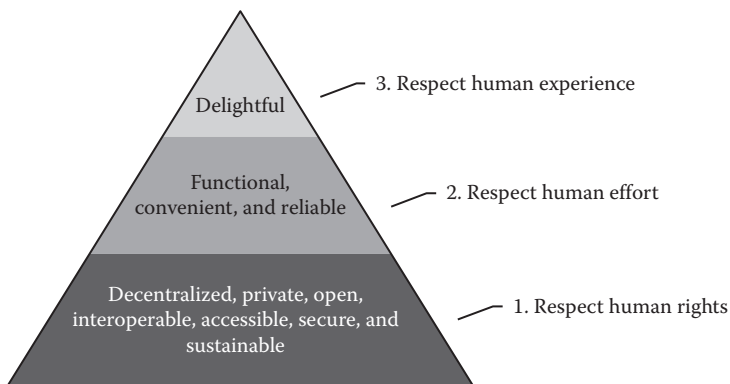 Delightful
3. Respect human experience
Functional,
convenient, and reliable
2. Respect human effort
Decentralized, private, open,
interoperable, accessible, secure, and
sustainable
1. Respect human rights